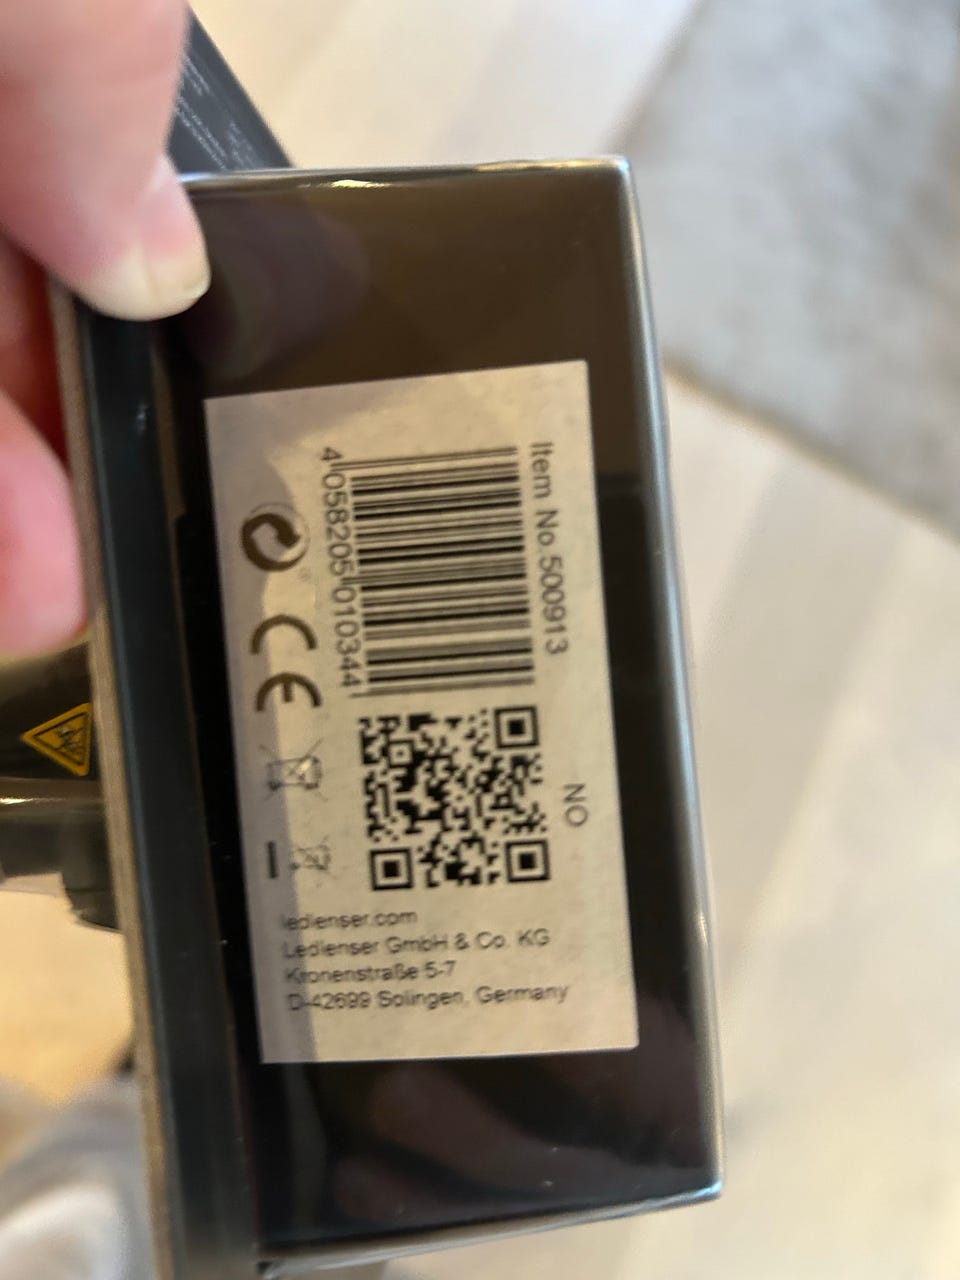 Item No.500913
4 058205 010344
NO
ledlenser.com
Ledlenser GmbH & Co. KG
Kronenstraße 5-7
D-42699 Solingen, Germany
CE